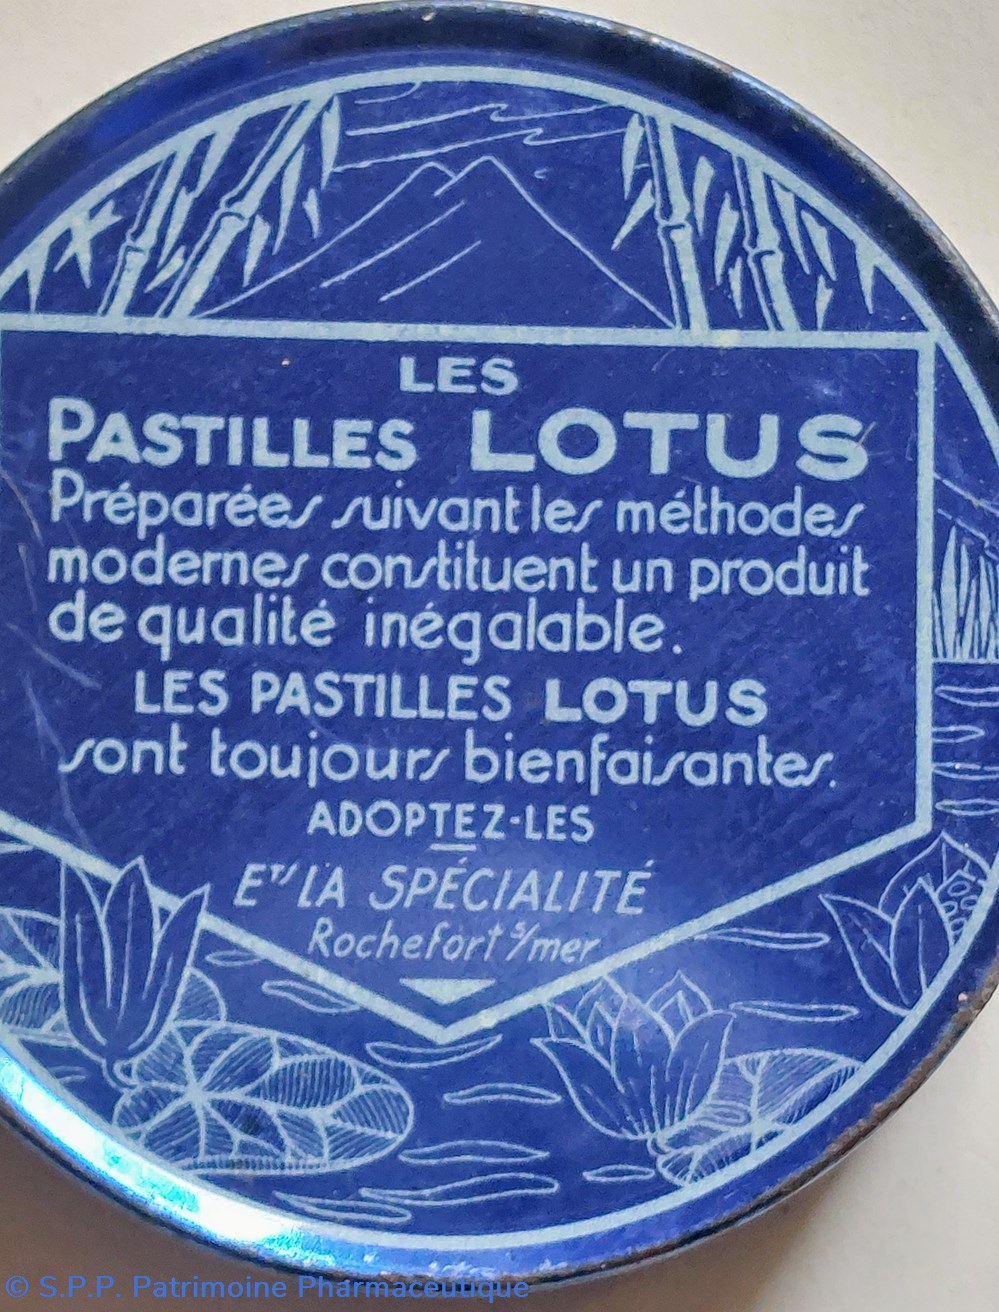 LES
PASTILLES LOTUS
Préparées suivant les méthodes
modernes constituent un produit
de qualité inégalable.
LES PASTILLES LOTUS
sont toujours bienfaisantes.
ADOPTEZ-LES
Ets LA SPÉCIALITÉ
Rochefort s/mer
© S.P.P. Patrimoine Pharmaceutique